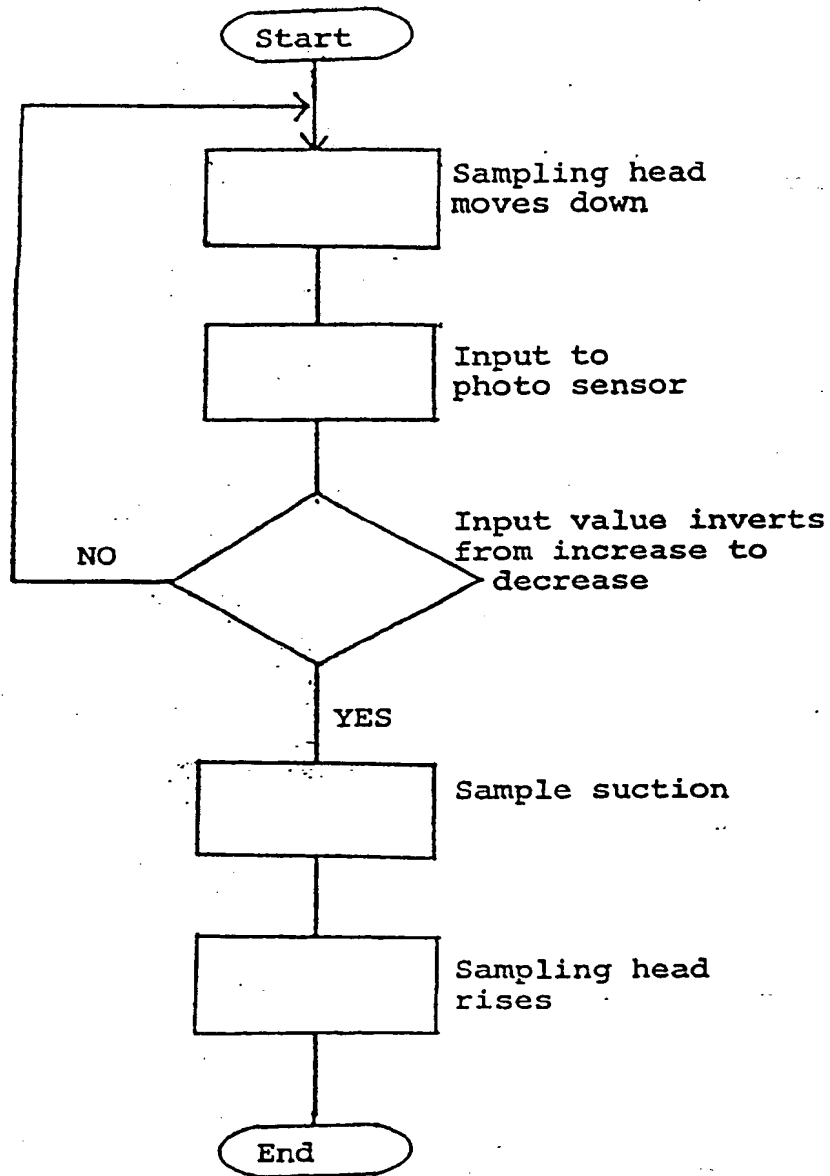 Start
Sampling head
moves down
Input to
photo sensor
Input value inverts
from increase to
decrease
NO
YES
Sample suction
Sampling head
rises
End